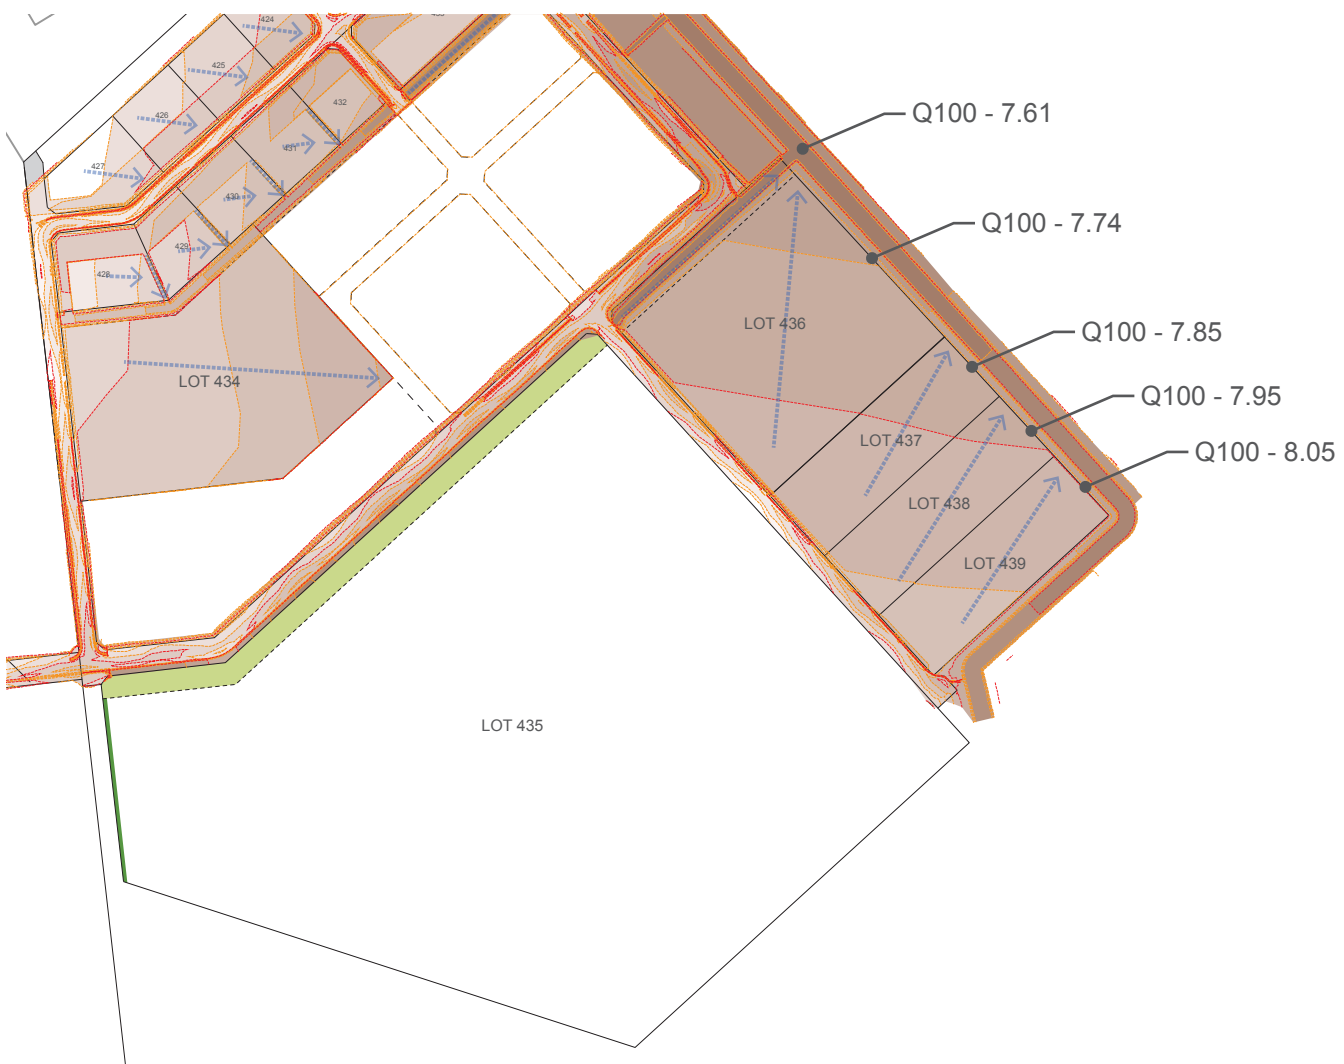 424
425
426
432
427
431
430
429
428
Q100 - 7.61
Q100 - 7.74
LOT 436
Q100 - 7.85
LOT 434
Q100 - 7.95
LOT 437
Q100 - 8.05
LOT 438
LOT 439
LOT 435